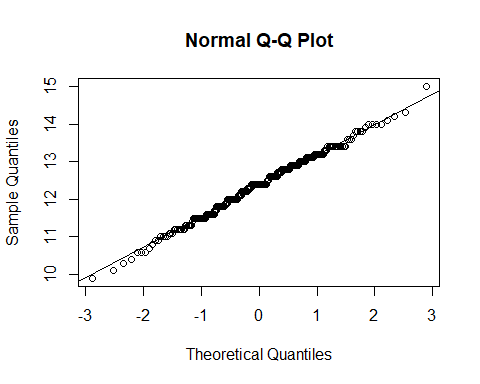 Normal Q-Q Plot
Sample Quantiles
15
14
13
12
11
10
-3 -2 -1 0 1 2 3
Theoretical Quantiles